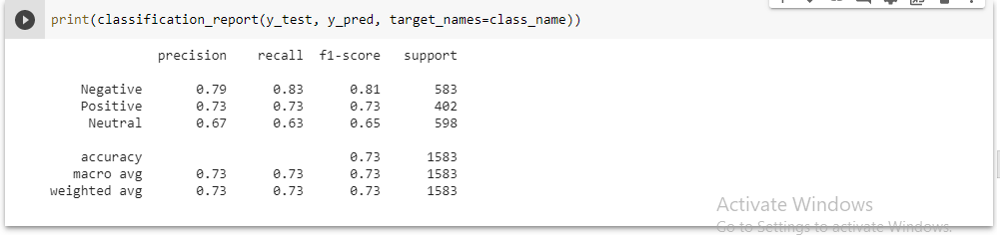 print(classification_report(y_test, y_pred, target_names=class_name))
precision recall f1-score support
Negative 0.79 0.83 0.81 583
Positive 0.73 0.73 0.73 402
Neutral 0.67 0.63 0.65 598
accuracy 0.73 1583
macro avg 0.73 0.73 0.73 1583
weighted avg 0.73 0.73 0.73 1583
Activate Windows
Go to Settings to activate Windows.